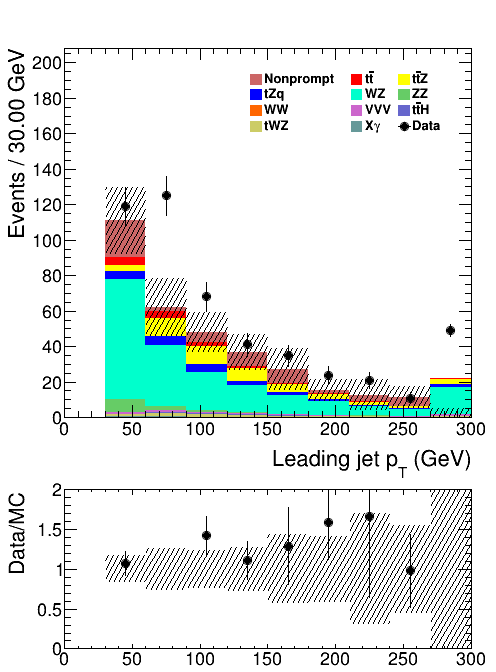 Events / 30.00 GeV
200
180
160
140
120
100
80
60
40
20
0
Nonprompt tt̄ tt̄Z
tZq WZ ZZ
WW VVV tt̄H
tWZ Xγ Data
0 50 100 150 200 250 300
Leading jet p_T (GeV)
Data/MC
2
1.5
1
0.5
0
0 50 100 150 200 250 300